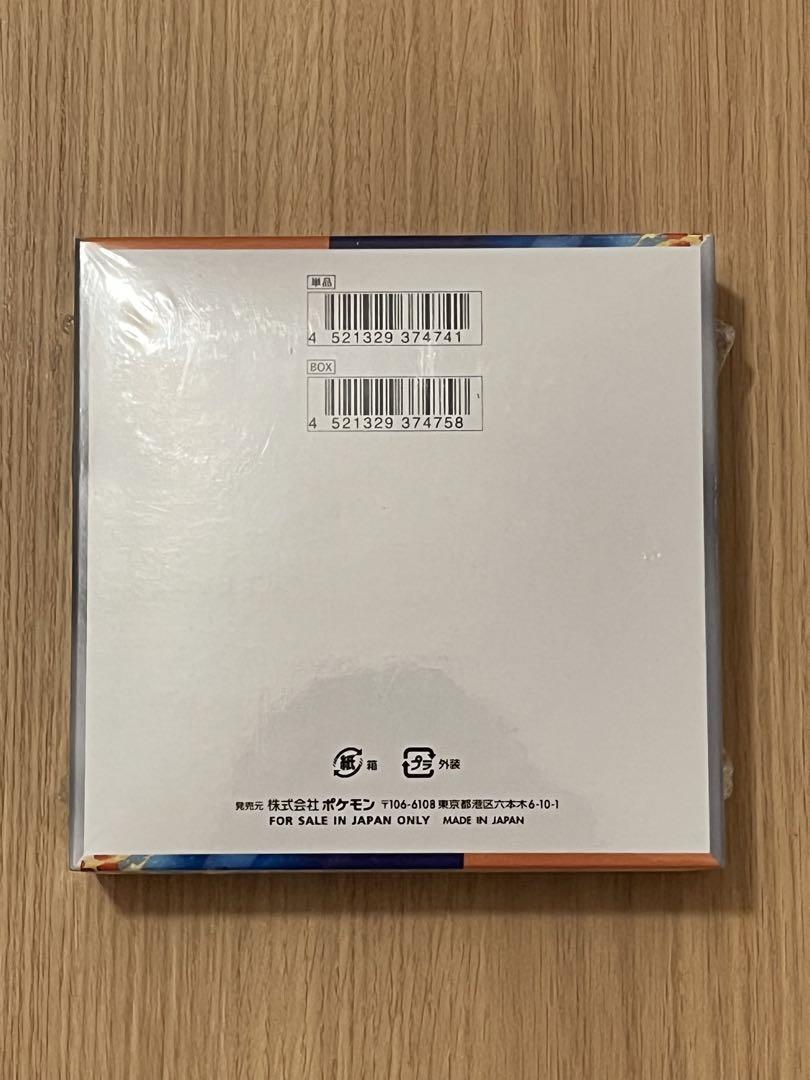 単品
4 521329 374741
BOX
4 521329 374758
紙 箱 プラ 外装
発売元 株式会社 ポケモン 〒106-6108 東京都港区六本木6-10-1
FOR SALE IN JAPAN ONLY MADE IN JAPAN